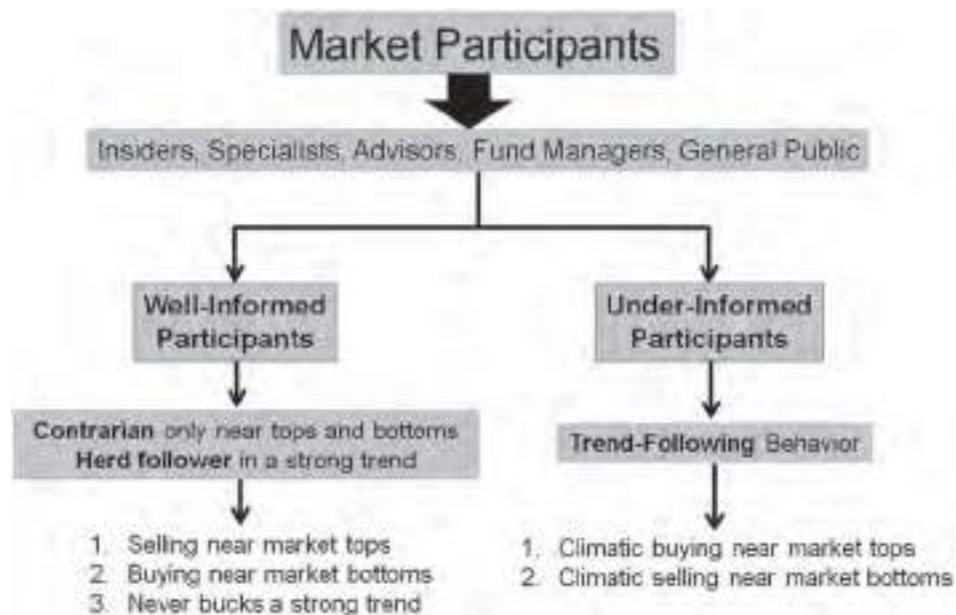 Market Participants
Insiders, Specialists, Advisors, Fund Managers, General Public
Well-Informed
Participants
Under-Informed
Participants
Contrarian only near tops and bottoms
Herd follower in a strong trend
Trend-Following Behavior
1. Selling near market tops
2. Buying near market bottoms
3. Never bucks a strong trend
1. Climatic buying near market tops
2. Climatic selling near market bottoms